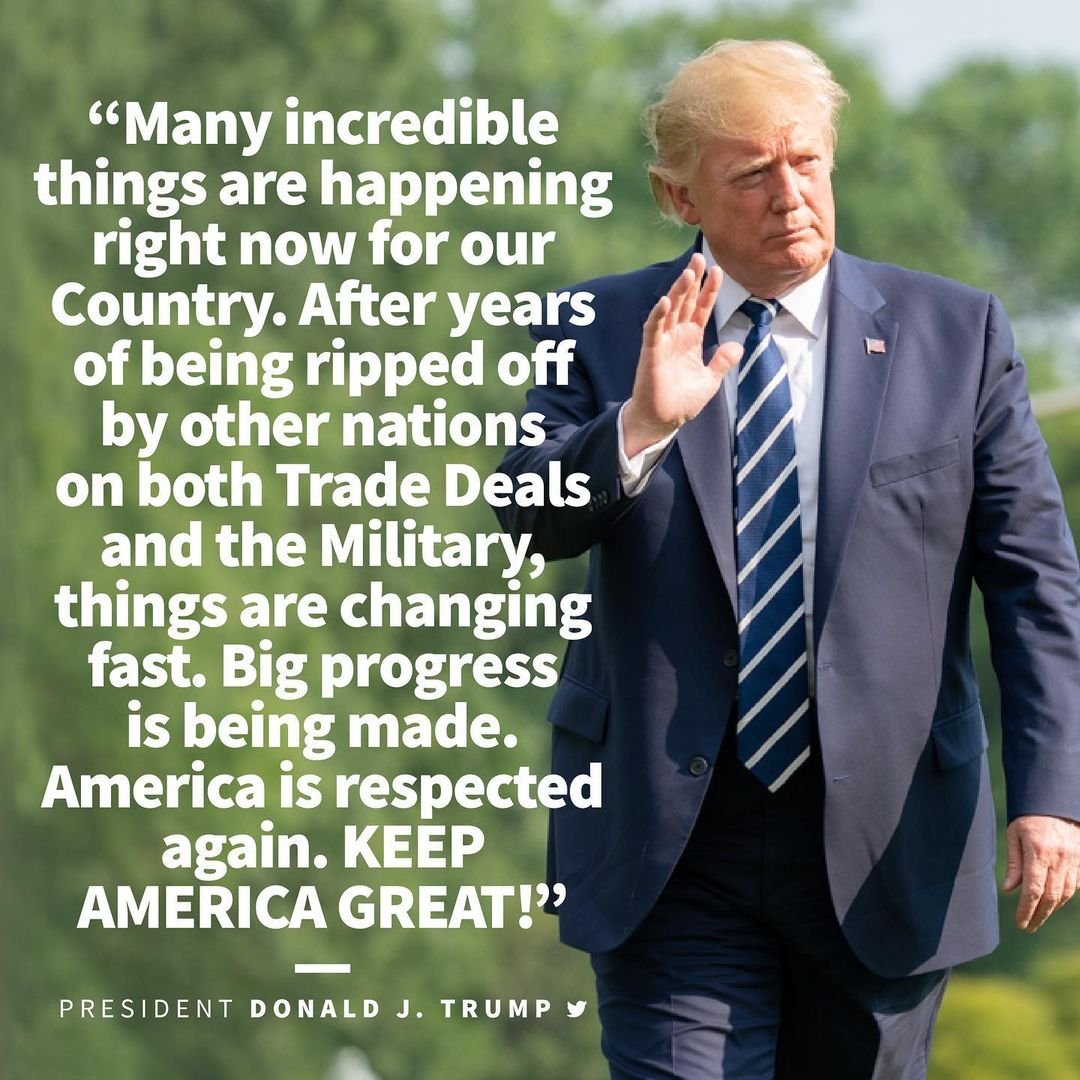 “Many incredible
things are happening
right now for our
Country. After years
of being ripped off
by other nations
on both Trade Deals
and the Military,
things are changing
fast. Big progress
is being made.
America is respected
again. KEEP
AMERICA GREAT!”
PRESIDENT DONALD J. TRUMP